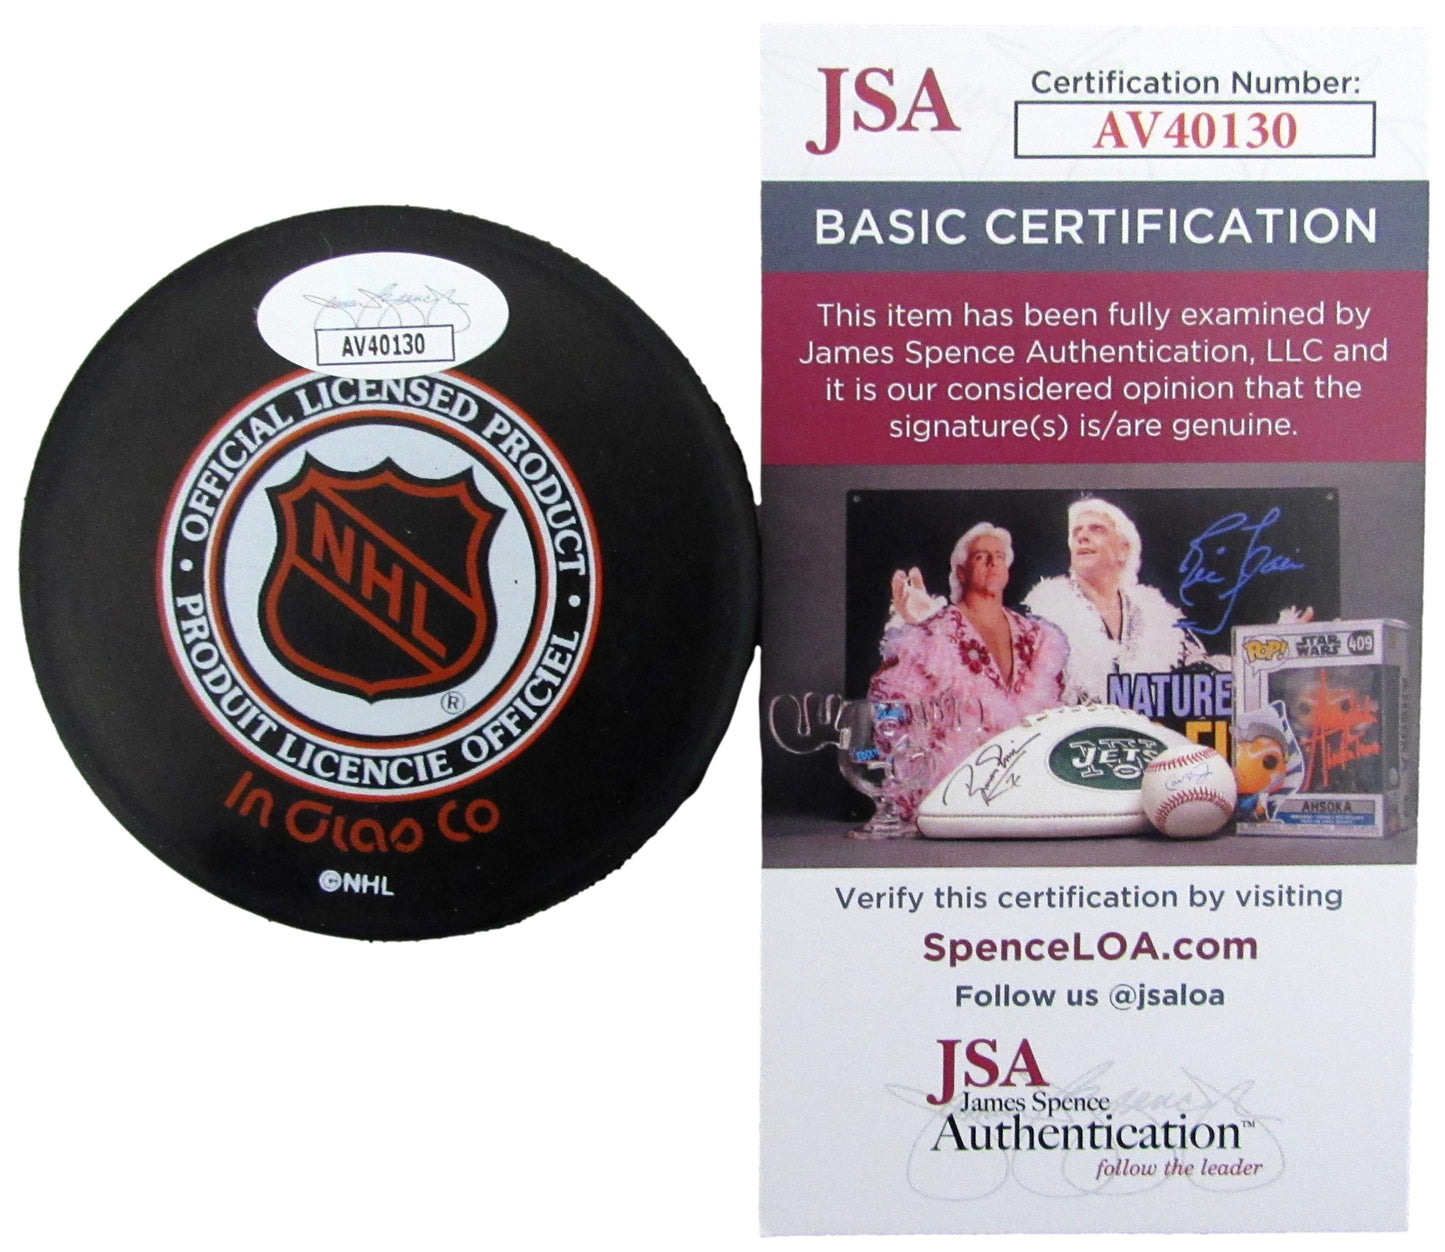 AV40130
OFFICIAL LICENSED PRODUCT
NHL
®
• PRODUIT LICENCIE OFFICIEL •
In Glas Co
©NHL
JSA
Certification Number:
AV40130
BASIC CERTIFICATION
This item has been fully examined by
James Spence Authentication, LLC and
it is our considered opinion that the
signature(s) is/are genuine.
NATURE
POP!
STAR
WARS
409
JETS
AHSOKA
Verify this certification by visiting
SpenceLOA.com
Follow us @jsaloa
JSA
James Spence
Authentication™
follow the leader